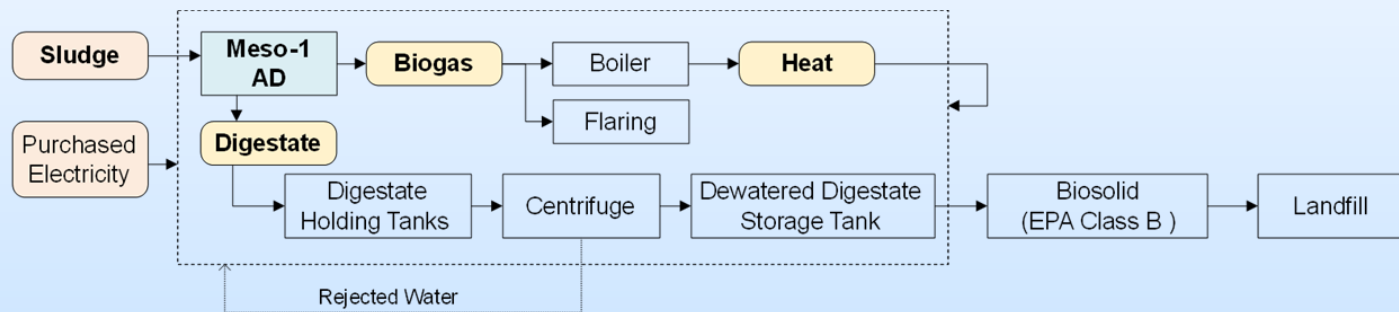 Sludge
Meso-1
AD
Biogas
Boiler
Heat
Flaring
Purchased
Electricity
Digestate
Digestate
Holding Tanks
Centrifuge
Dewatered Digestate
Storage Tank
Biosolid
(EPA Class B )
Landfill
Rejected Water